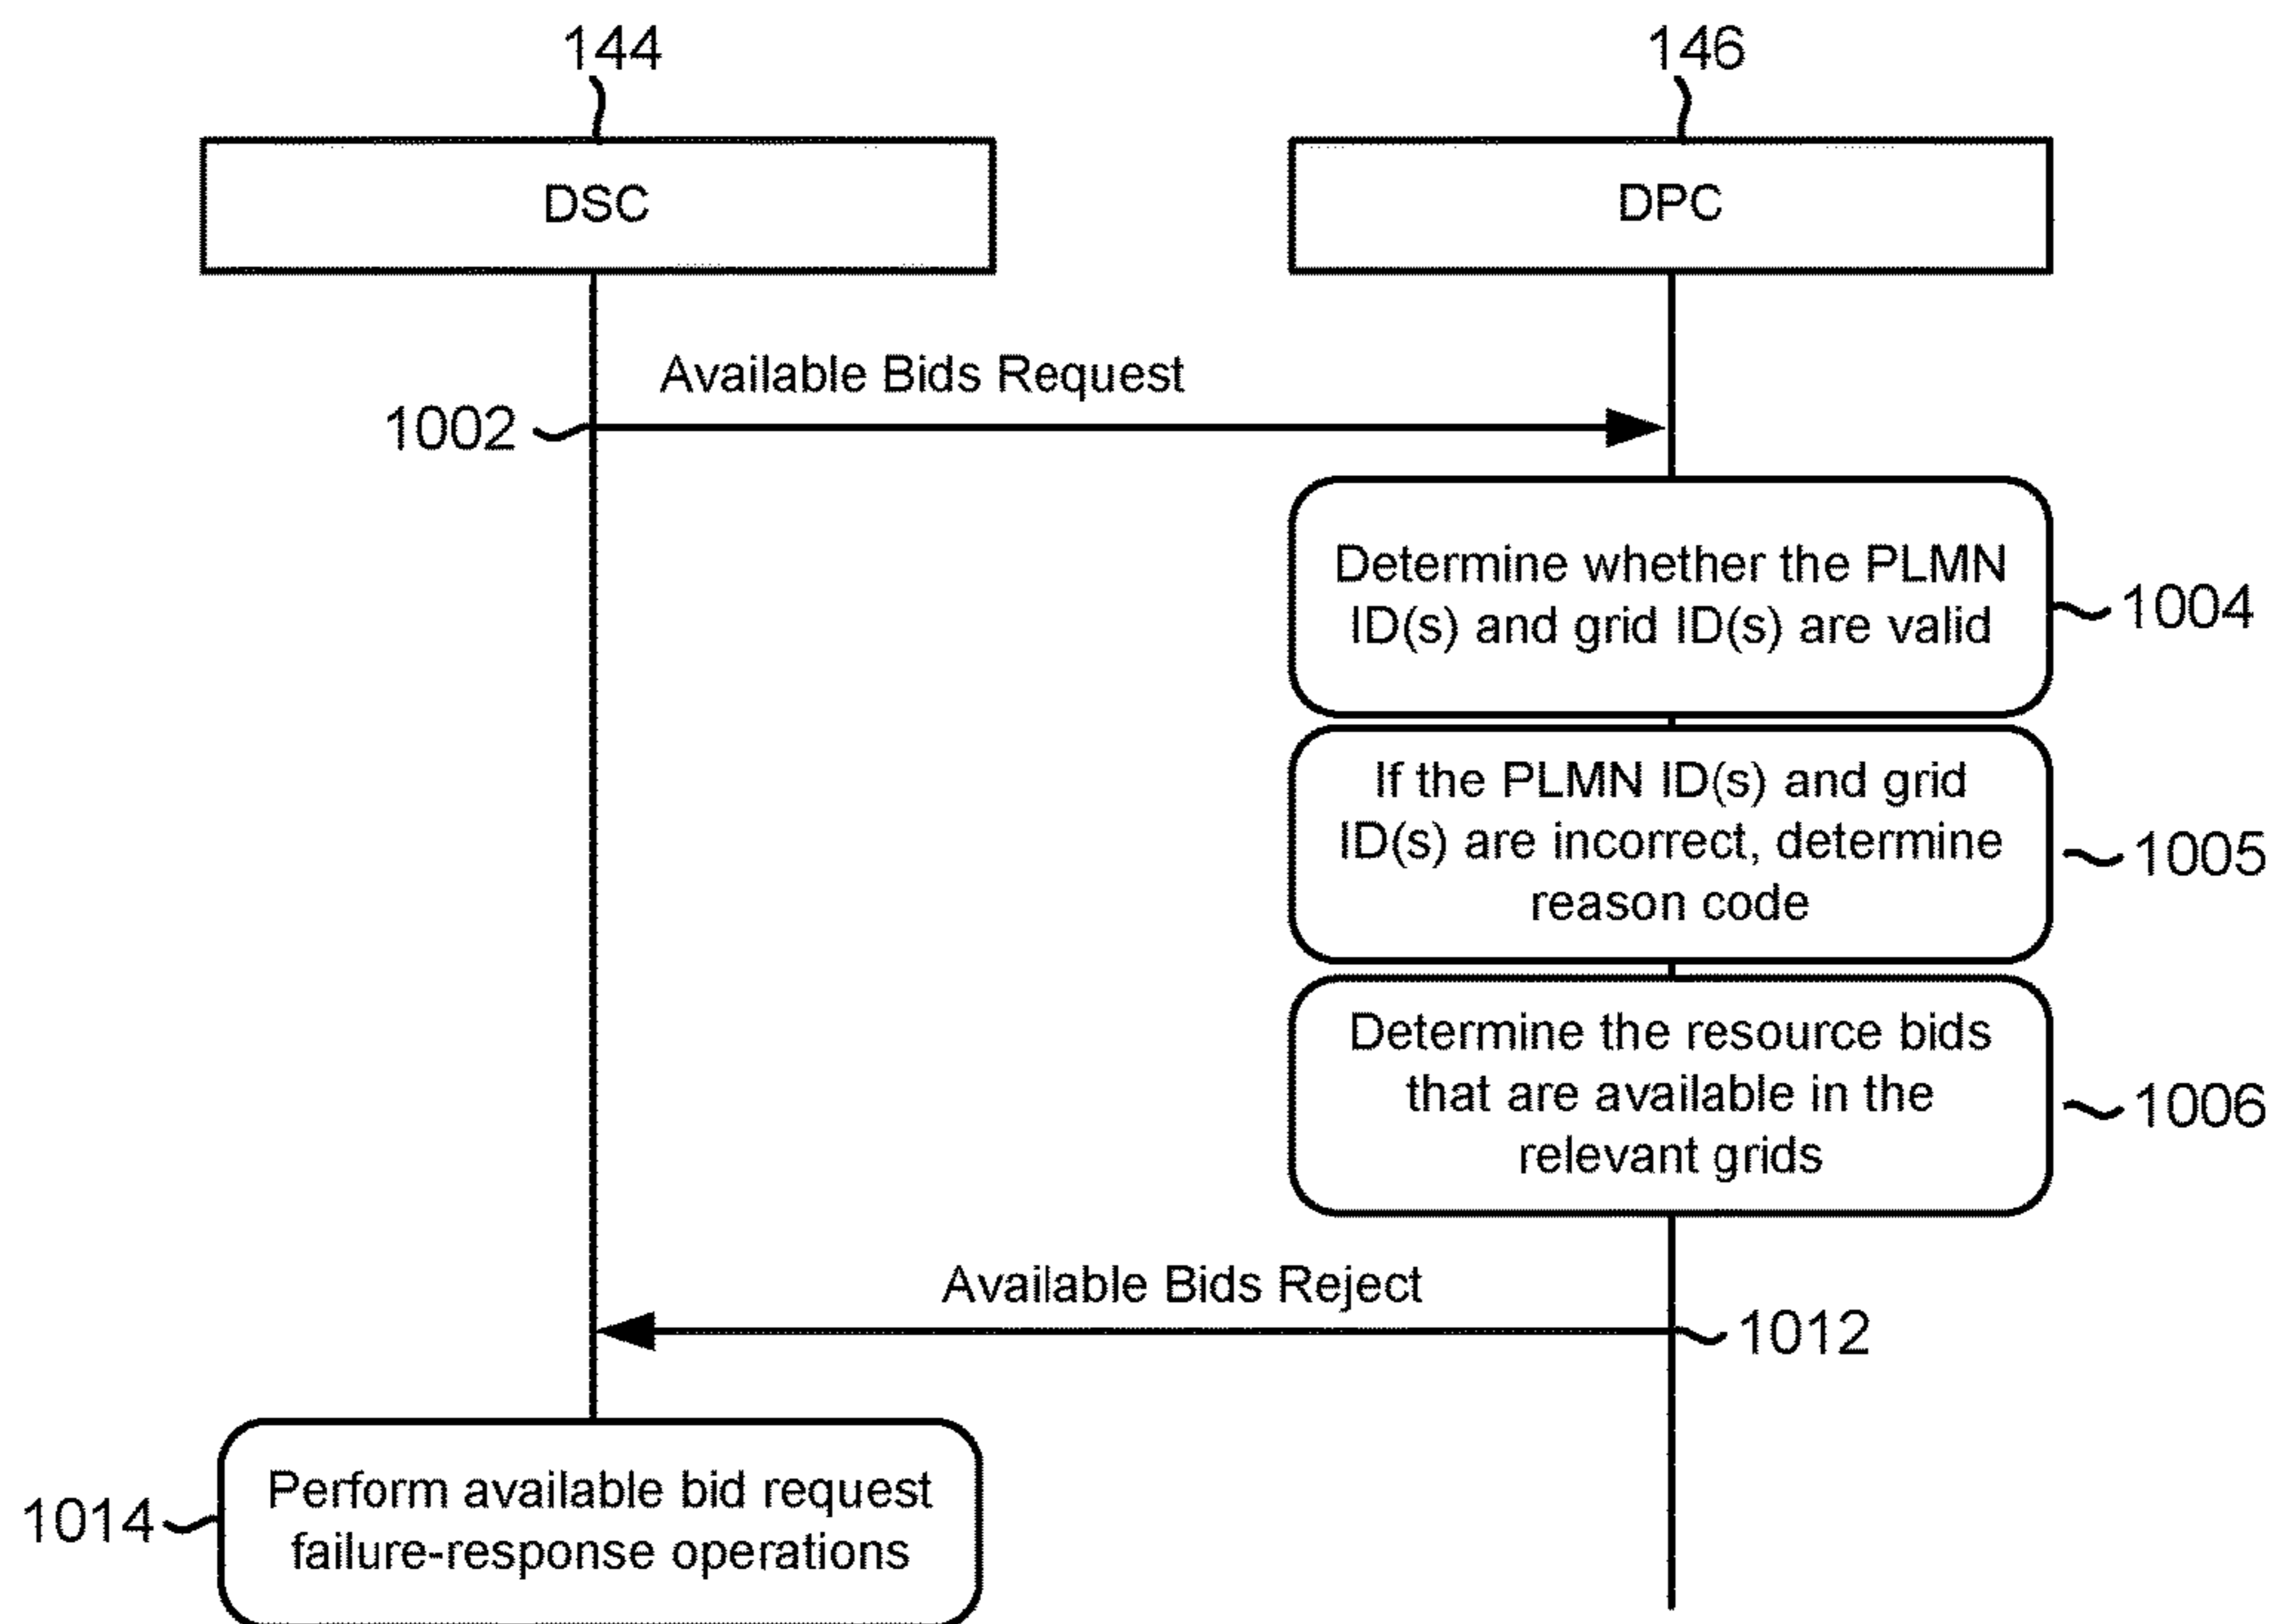 144
146
DSC
DPC
Available Bids Request
1002
Determine whether the PLMN
ID(s) and grid ID(s) are valid
1004
If the PLMN ID(s) and grid
ID(s) are incorrect, determine
reason code
1005
Determine the resource bids
that are available in the
relevant grids
1006
Available Bids Reject
1012
Perform available bid request
failure-response operations
1014